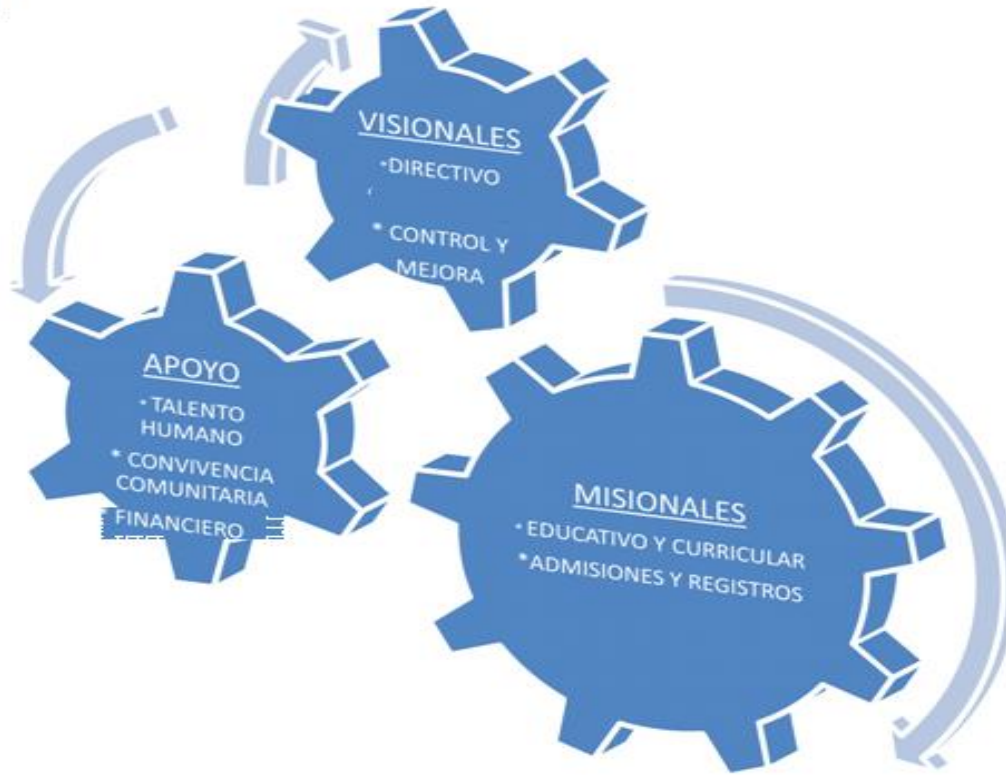 VISIONALES
•DIRECTIVO
* CONTROL Y
MEJORA
APOYO
• TALENTO
HUMANO
* CONVIVENCIA
COMUNITARIA
FINANCIERO
MISIONALES
• EDUCATIVO Y CURRICULAR
* ADMISIONES Y REGISTROS